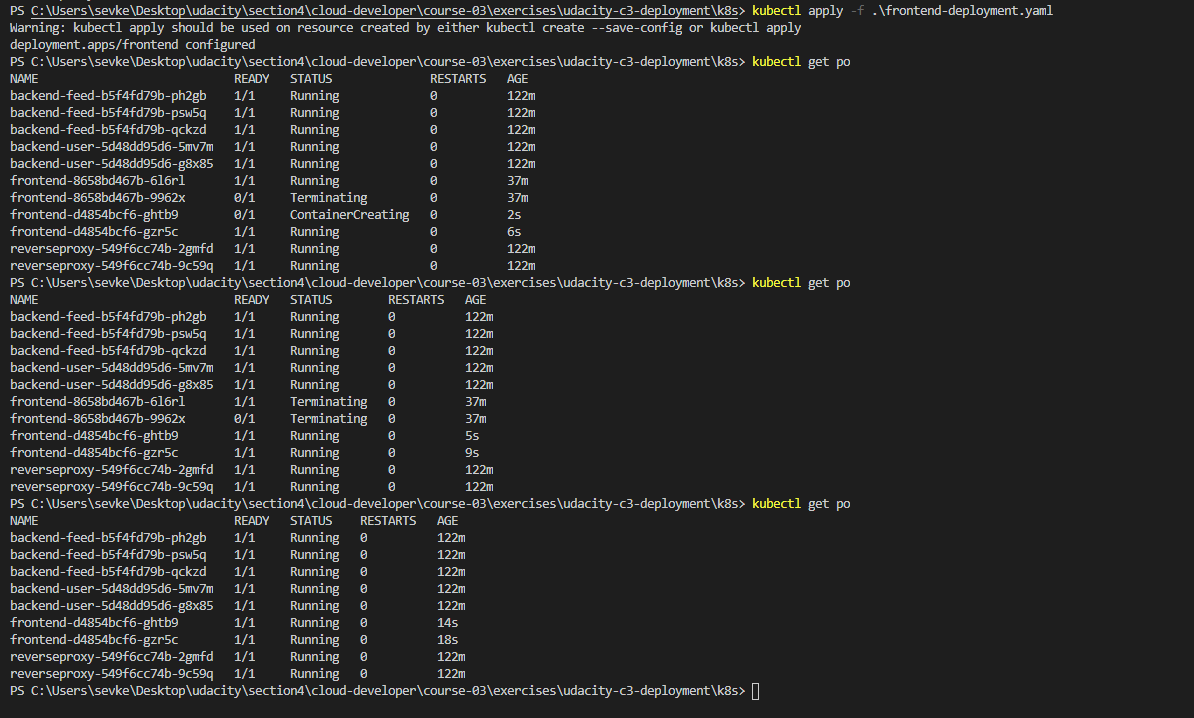 PS C:\Users\sevke\Desktop\udacity\section4\cloud-developer\course-03\exercises\udacity-c3-deployment\k8s> kubectl apply -f .\frontend-deployment.yaml
Warning: kubectl apply should be used on resource created by either kubectl create --save-config or kubectl apply
deployment.apps/frontend configured
PS C:\Users\sevke\Desktop\udacity\section4\cloud-developer\course-03\exercises\udacity-c3-deployment\k8s> kubectl get po
NAME READY STATUS RESTARTS AGE
backend-feed-b5f4fd79b-ph2gb 1/1 Running 0 122m
backend-feed-b5f4fd79b-psw5q 1/1 Running 0 122m
backend-feed-b5f4fd79b-qckzd 1/1 Running 0 122m
backend-user-5d48dd95d6-5mv7m 1/1 Running 0 122m
backend-user-5d48dd95d6-g8x85 1/1 Running 0 122m
frontend-8658bd467b-6l6rl 1/1 Running 0 37m
frontend-8658bd467b-9962x 0/1 Terminating 0 37m
frontend-d4854bcf6-ghtb9 0/1 ContainerCreating 0 2s
frontend-d4854bcf6-gzr5c 1/1 Running 0 6s
reverseproxy-549f6cc74b-2gmfd 1/1 Running 0 122m
reverseproxy-549f6cc74b-9c59q 1/1 Running 0 122m
PS C:\Users\sevke\Desktop\udacity\section4\cloud-developer\course-03\exercises\udacity-c3-deployment\k8s> kubectl get po
NAME READY STATUS RESTARTS AGE
backend-feed-b5f4fd79b-ph2gb 1/1 Running 0 122m
backend-feed-b5f4fd79b-psw5q 1/1 Running 0 122m
backend-feed-b5f4fd79b-qckzd 1/1 Running 0 122m
backend-user-5d48dd95d6-5mv7m 1/1 Running 0 122m
backend-user-5d48dd95d6-g8x85 1/1 Running 0 122m
frontend-8658bd467b-6l6rl 1/1 Terminating 0 37m
frontend-8658bd467b-9962x 0/1 Terminating 0 37m
frontend-d4854bcf6-ghtb9 1/1 Running 0 5s
frontend-d4854bcf6-gzr5c 1/1 Running 0 9s
reverseproxy-549f6cc74b-2gmfd 1/1 Running 0 122m
reverseproxy-549f6cc74b-9c59q 1/1 Running 0 122m
PS C:\Users\sevke\Desktop\udacity\section4\cloud-developer\course-03\exercises\udacity-c3-deployment\k8s> kubectl get po
NAME READY STATUS RESTARTS AGE
backend-feed-b5f4fd79b-ph2gb 1/1 Running 0 122m
backend-feed-b5f4fd79b-psw5q 1/1 Running 0 122m
backend-feed-b5f4fd79b-qckzd 1/1 Running 0 122m
backend-user-5d48dd95d6-5mv7m 1/1 Running 0 122m
backend-user-5d48dd95d6-g8x85 1/1 Running 0 122m
frontend-d4854bcf6-ghtb9 1/1 Running 0 14s
frontend-d4854bcf6-gzr5c 1/1 Running 0 18s
reverseproxy-549f6cc74b-2gmfd 1/1 Running 0 122m
reverseproxy-549f6cc74b-9c59q 1/1 Running 0 122m
PS C:\Users\sevke\Desktop\udacity\section4\cloud-developer\course-03\exercises\udacity-c3-deployment\k8s>